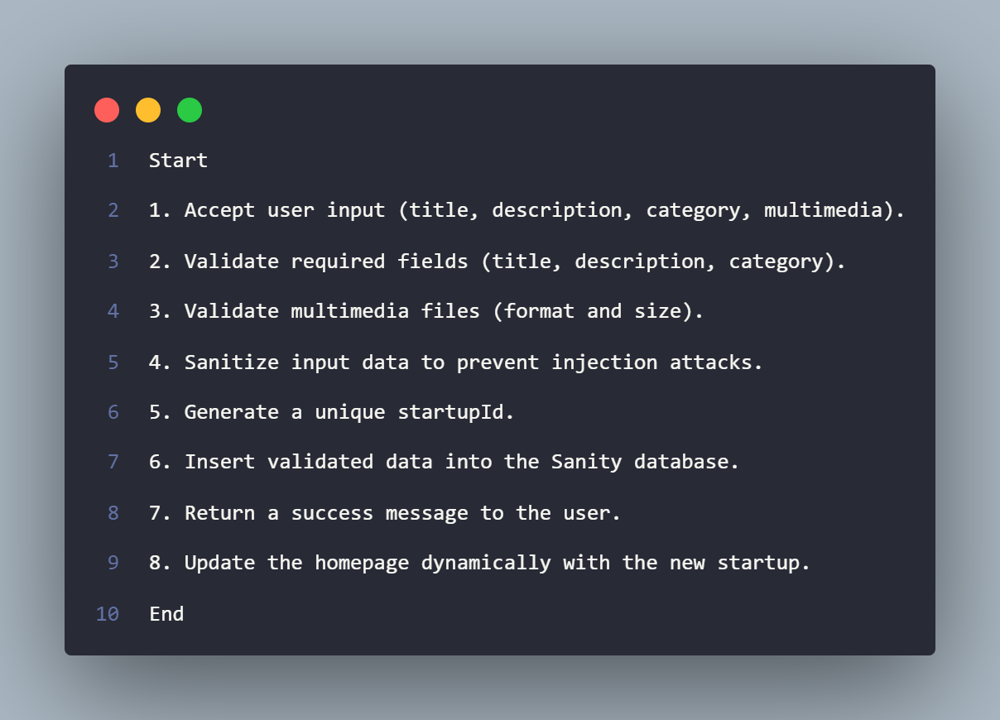 1 Start
2 1. Accept user input (title, description, category, multimedia).
3 2. Validate required fields (title, description, category).
4 3. Validate multimedia files (format and size).
5 4. Sanitize input data to prevent injection attacks.
6 5. Generate a unique startupId.
7 6. Insert validated data into the Sanity database.
8 7. Return a success message to the user.
9 8. Update the homepage dynamically with the new startup.
10 End